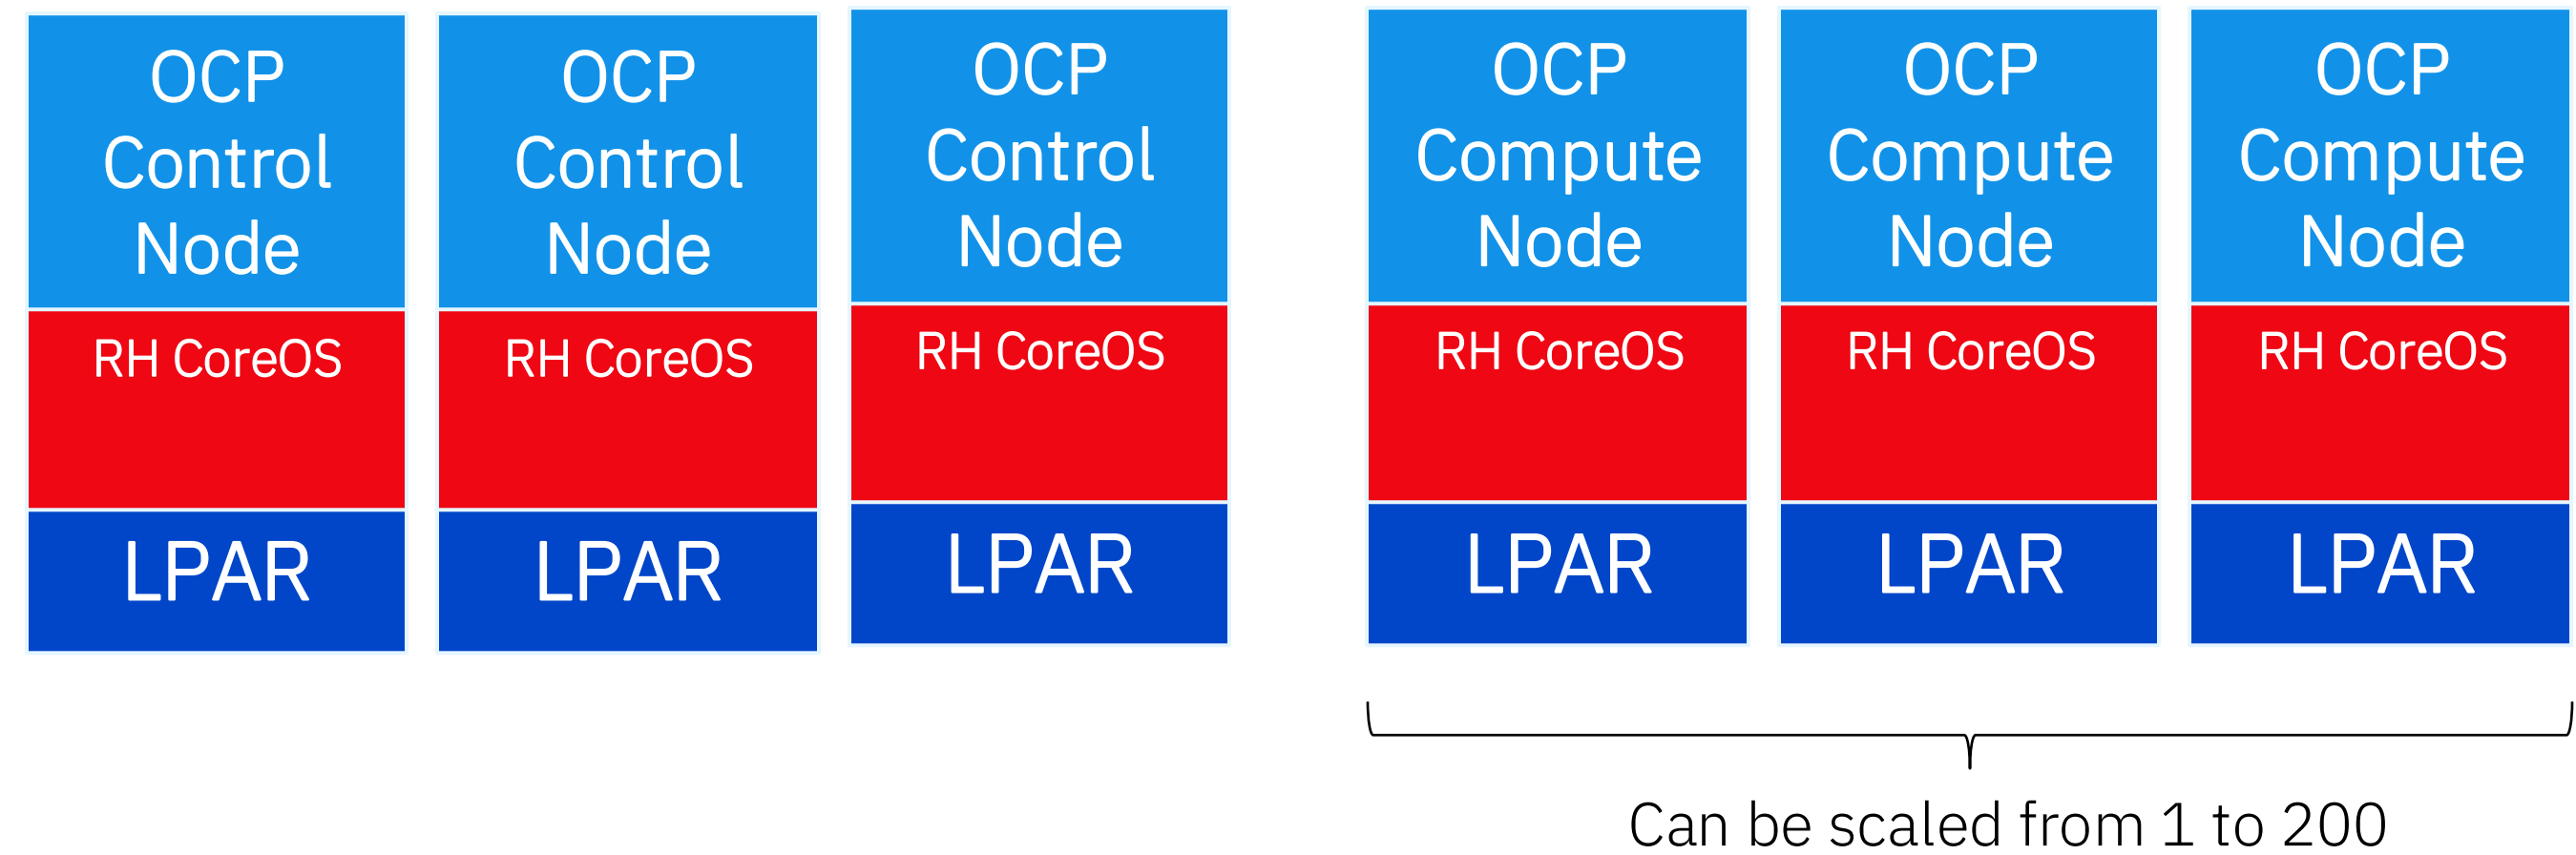 OCP
Control
Node
RH CoreOS
LPAR
OCP
Control
Node
RH CoreOS
LPAR
OCP
Control
Node
RH CoreOS
LPAR
OCP
Compute
Node
RH CoreOS
LPAR
OCP
Compute
Node
RH CoreOS
LPAR
OCP
Compute
Node
RH CoreOS
LPAR
Can be scaled from 1 to 200